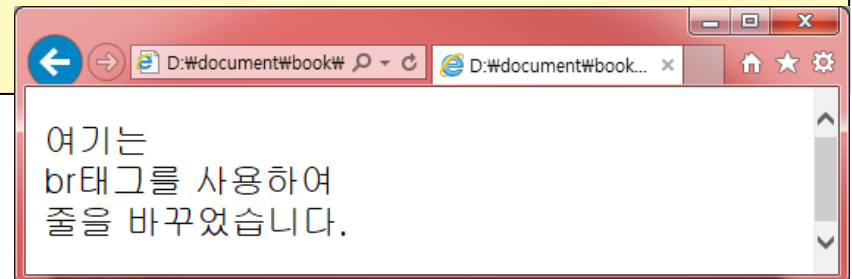 D:₩document₩book₩
D:₩document₩book...
여기는
br태그를 사용하여
줄을 바꾸었습니다.